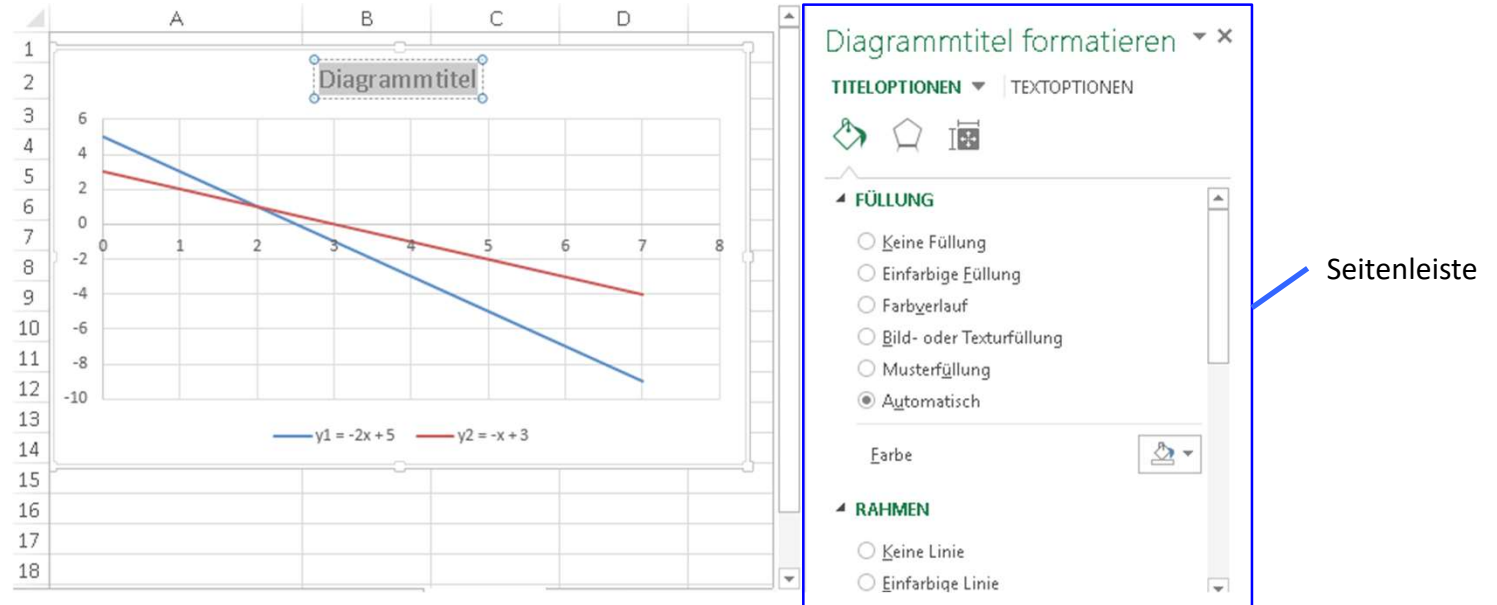 A B C D
1
2
3
4
5
6
7
8
9
10
11
12
13
14
15
16
17
18
Diagrammtitel
6
4
2
0
-2
-4
-6
-8
-10
0 1 2 3 4 5 6 7 8
y1 = -2x + 5 y2 = -x + 3
Diagrammtitel formatieren
TITELOPTIONEN TEXTOPTIONEN
FÜLLUNG
Keine Füllung
Einfarbige Füllung
Farbverlauf
Bild- oder Texturfüllung
Musterfüllung
Automatisch
Farbe
RAHMEN
Keine Linie
Einfarbige Linie
Seitenleiste